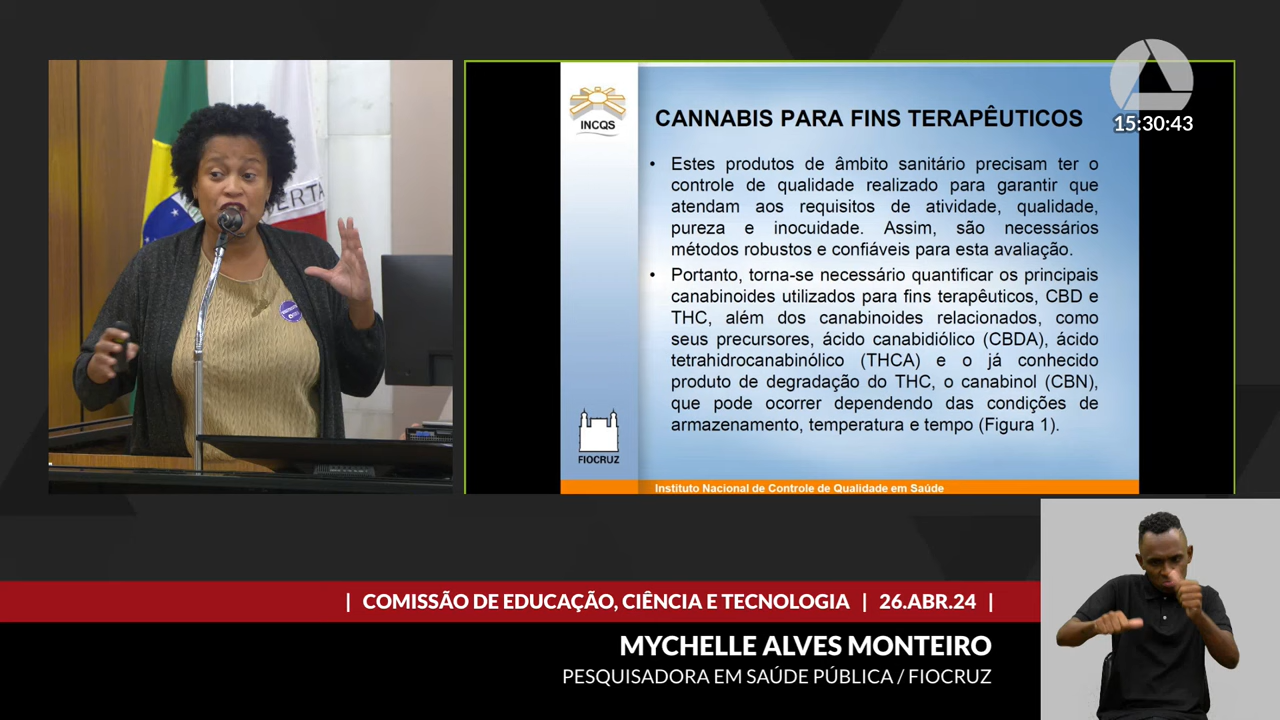 15:30:43
ERTA
INCQS
CANNABIS PARA FINS TERAPÊUTICOS
• Estes produtos de âmbito sanitário precisam ter o
controle de qualidade realizado para garantir que
atendam aos requisitos de atividade, qualidade,
pureza e inocuidade. Assim, são necessários
métodos robustos e confiáveis para esta avaliação.
• Portanto, torna-se necessário quantificar os principais
canabinoides utilizados para fins terapêuticos, CBD e
THC, além dos canabinoides relacionados, como
seus precursores, ácido canabidiólico (CBDA), ácido
tetrahidrocanabinólico (THCA) e o já conhecido
produto de degradação do THC, o canabinol (CBN),
que pode ocorrer dependendo das condições de
armazenamento, temperatura e tempo (Figura 1).
FIOCRUZ
Instituto Nacional de Controle de Qualidade em Saúde
| COMISSÃO DE EDUCAÇÃO, CIÊNCIA E TECNOLOGIA | 26.ABR.24 |
MYCHELLE ALVES MONTEIRO
PESQUISADORA EM SAÚDE PÚBLICA / FIOCRUZ